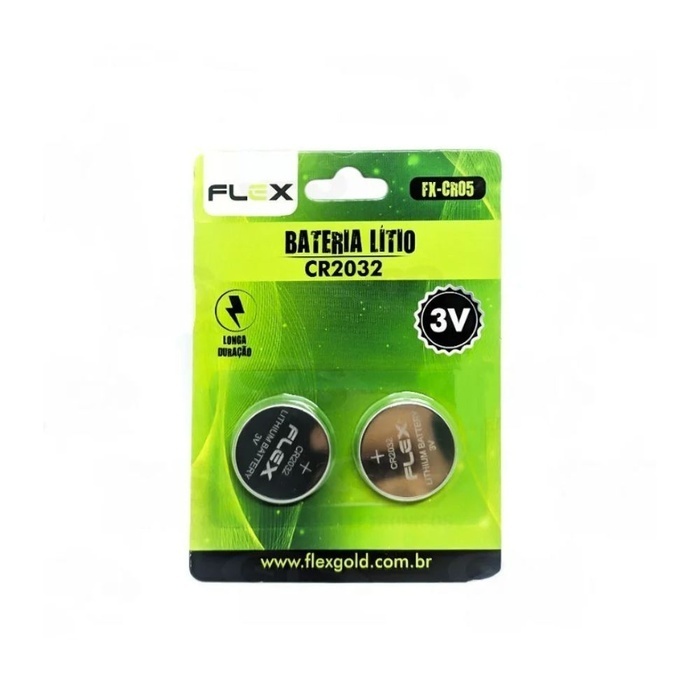 FLEX
FX-CR05
BATERIA LÍTIO
CR2032
3V
LONGA
DURAÇÃO
LITHIUM BATTERY
3V
FLEX
CR2032
+
+
CR2032
FLEX
LITHIUM BATTERY
3V
www.flexgold.com.br